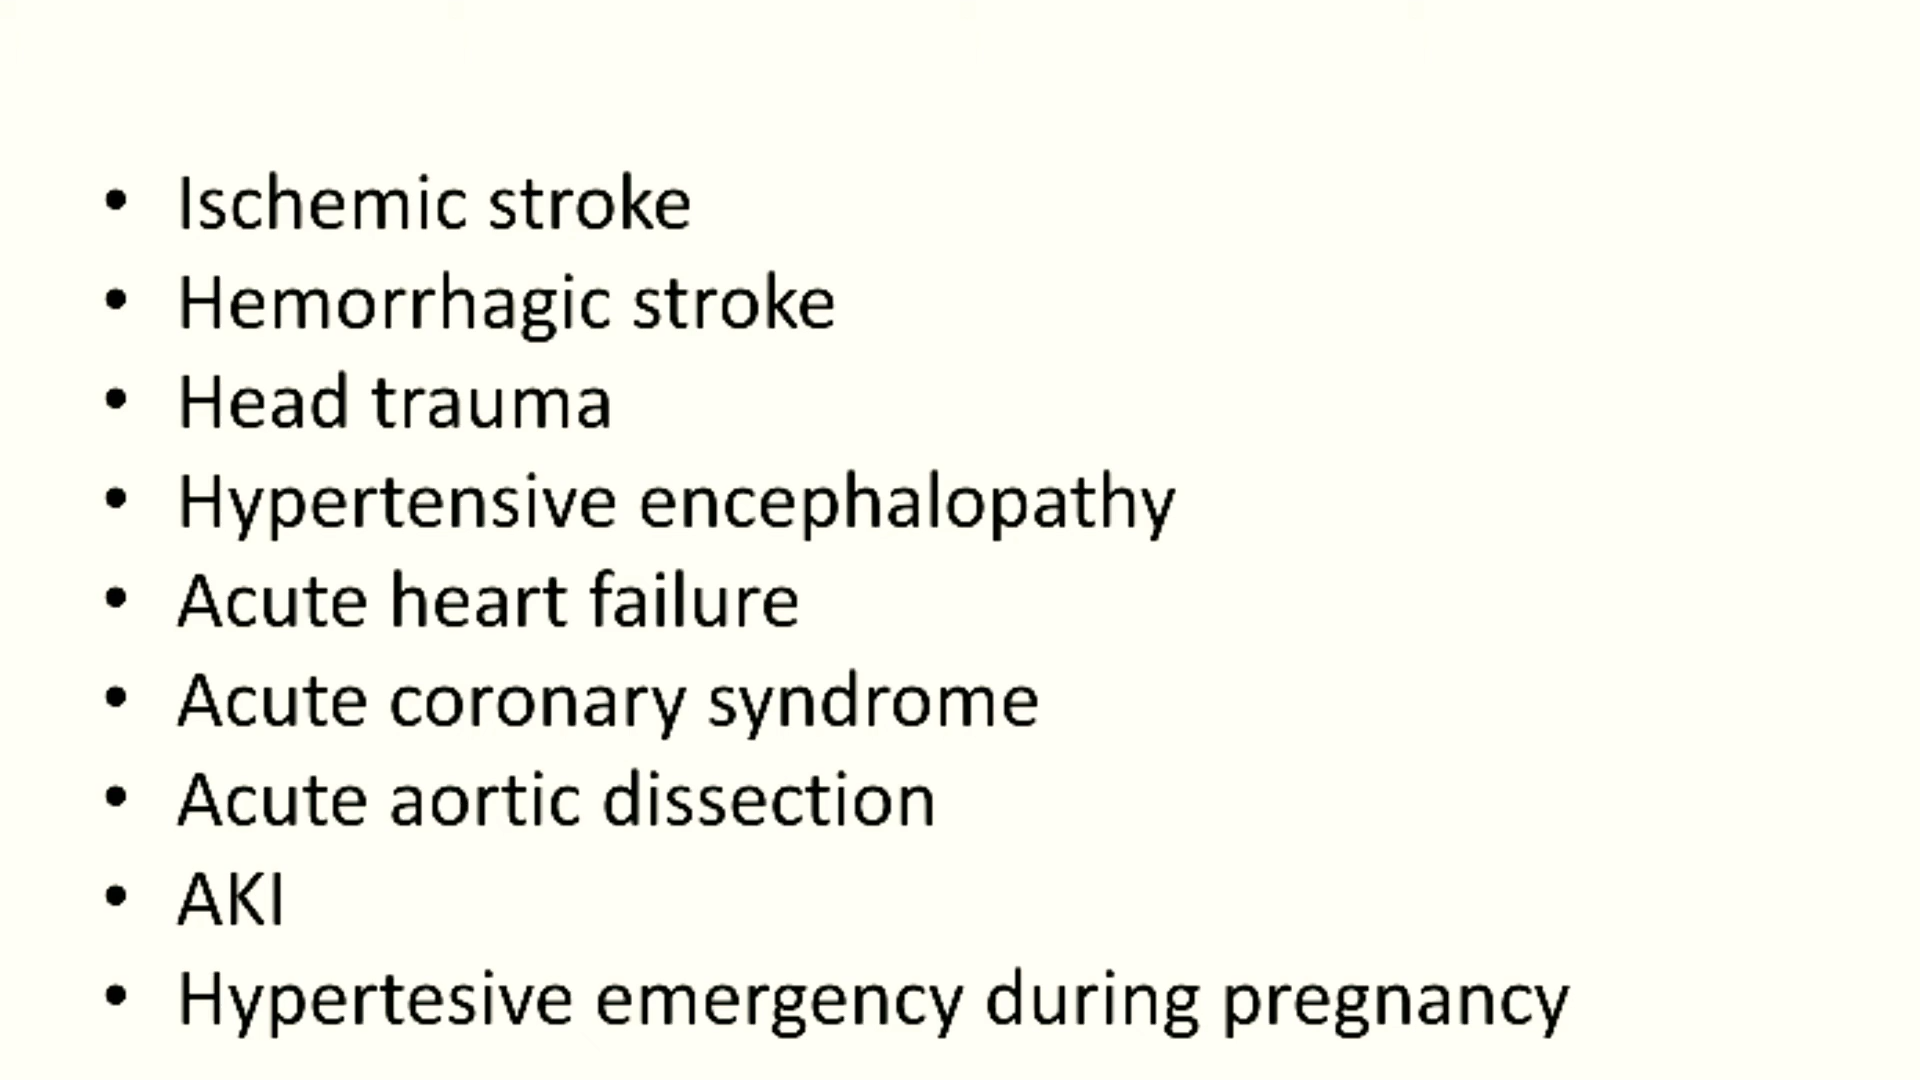 • Ischemic stroke
• Hemorrhagic stroke
• Head trauma
• Hypertensive encephalopathy
• Acute heart failure
• Acute coronary syndrome
• Acute aortic dissection
• AKI
• Hypertesive emergency during pregnancy